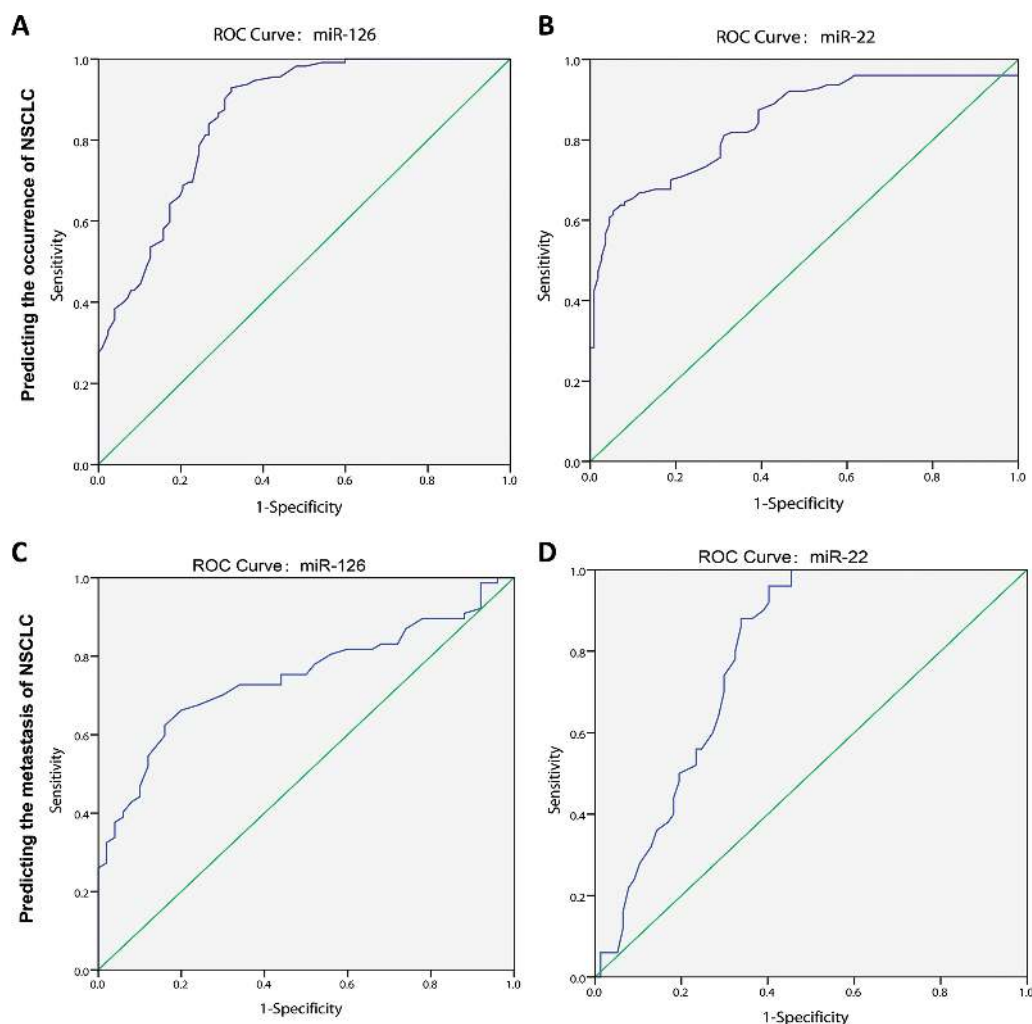 A
ROC Curve: miR-126
Predicting the occurrence of NSCLC
Sensitivity
1.0
0.8
0.6
0.4
0.2
0.0
0.0 0.2 0.4 0.6 0.8 1.0
1-Specificity
B
ROC Curve: miR-22
Sensitivity
1.0
0.8
0.6
0.4
0.2
0.0
0.0 0.2 0.4 0.6 0.8 1.0
1-Specificity
C
ROC Curve: miR-126
Predicting the metastasis of NSCLC
Sensitivity
1.0
0.8
0.6
0.4
0.2
0.0
0.0 0.2 0.4 0.6 0.8 1.0
1-Specificity
D
ROC Curve: miR-22
Sensitivity
1.0
0.8
0.6
0.4
0.2
0.0
0.0 0.2 0.4 0.6 0.8 1.0
1-Specificity